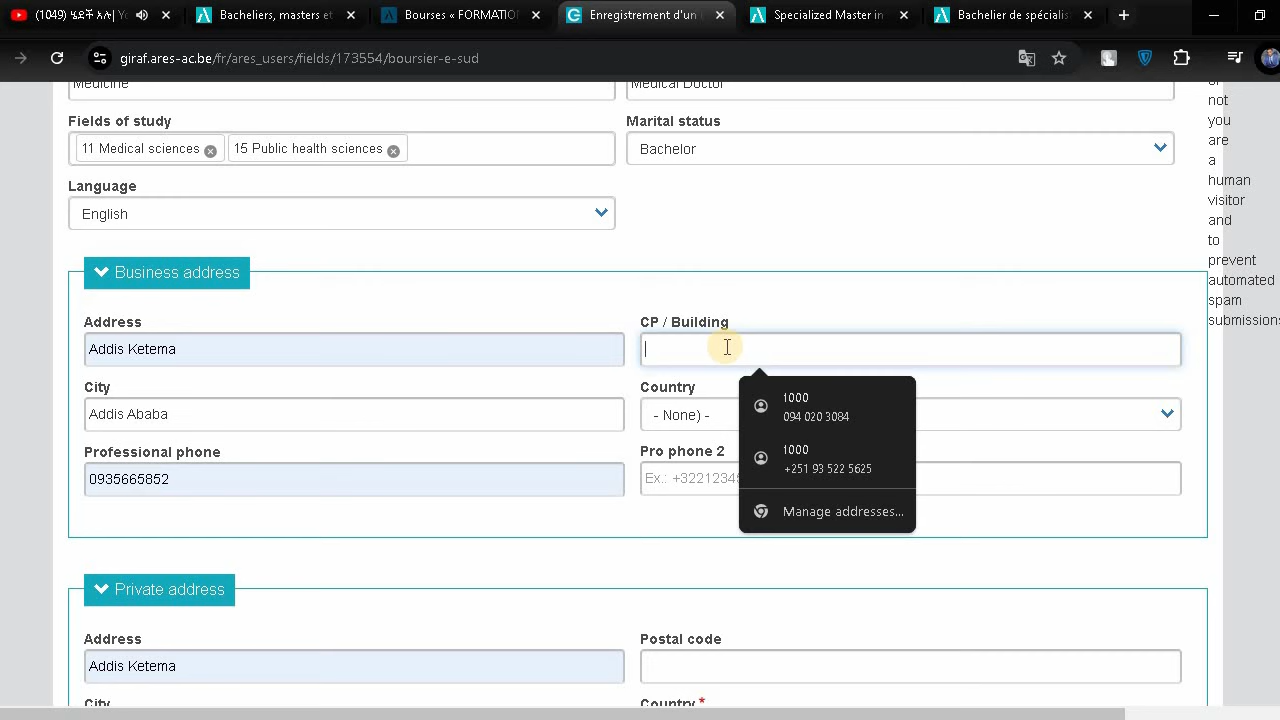 (1049) ሂዶች አሉ| Y
Bacheliers, masters et
Bourses « FORMATIO
Enregistrement d'un
Specialized Master in
Bachelier de spécialis
giraf.ares-ac.be/fr/ares_users/fields/173554/boursier-e-sud
Medicine
Medical Doctor
or
not
you
are
a
human
visitor
and
to
prevent
automated
spam
submissions
Fields of study
Marital status
11 Medical sciences
15 Public health sciences
Bachelor
Language
English
Business address
Address
CP / Building
Addis Ketema
City
Country
Addis Ababa
- None) -
1000
094 020 3084
1000
+251 93 522 5625
Manage addresses...
Professional phone
Pro phone 2
0935665852
Ex.: +3221234
Private address
Address
Postal code
Addis Ketema
City
Country *